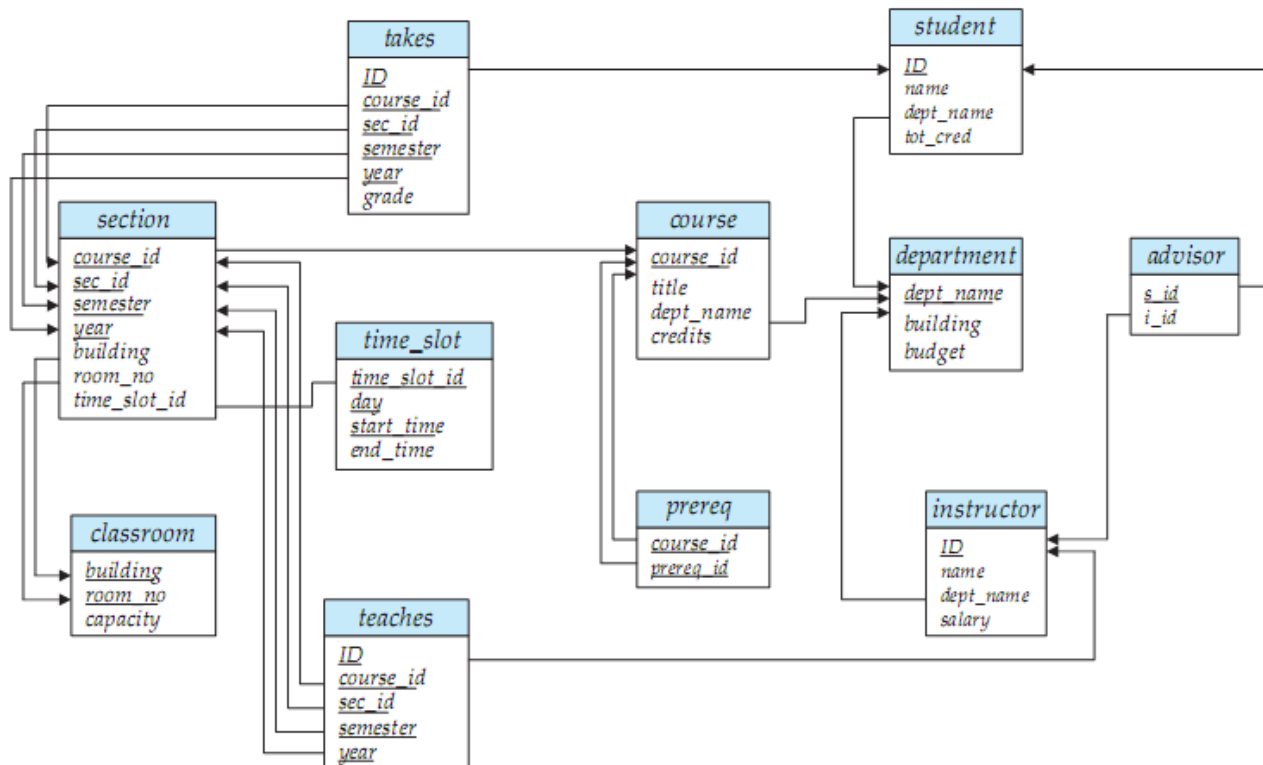 takes
ID
course_id
sec_id
semester
year
grade
student
ID
name
dept_name
tot_cred
section
course_id
sec_id
semester
year
building
room_no
time_slot_id
time_slot
time_slot_id
day
start_time
end_time
course
course_id
title
dept_name
credits
department
dept_name
building
budget
advisor
s_id
i_id
classroom
building
room_no
capacity
prereq
course_id
prereq_id
instructor
ID
name
dept_name
salary
teaches
ID
course_id
sec_id
semester
year